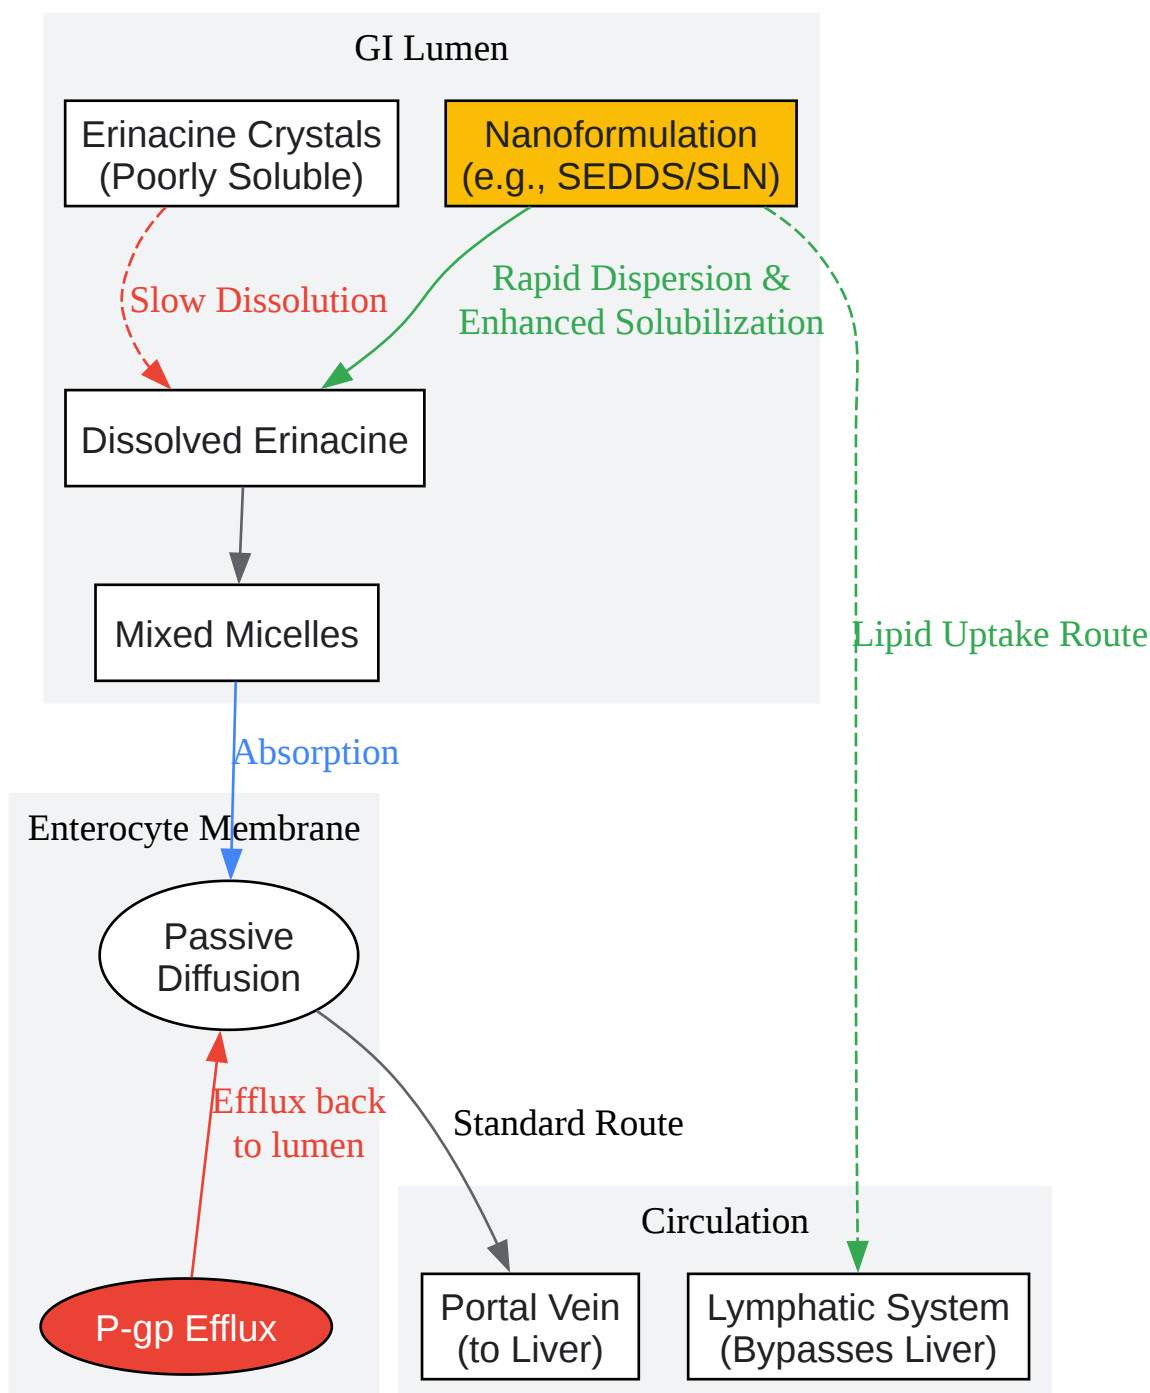 GI Lumen
Erinacine Crystals
(Poorly Soluble)
Nanoformulation
(e.g., SEDDS/SLN)
Slow Dissolution
Rapid Dispersion &
Enhanced Solubilization
Dissolved Erinacine
Mixed Micelles
Lipid Uptake Route
Absorption
Enterocyte Membrane
Passive
Diffusion
Efflux back
to lumen
Standard Route
P-gp Efflux
Circulation
Portal Vein
(to Liver)
Lymphatic System
(Bypasses Liver)